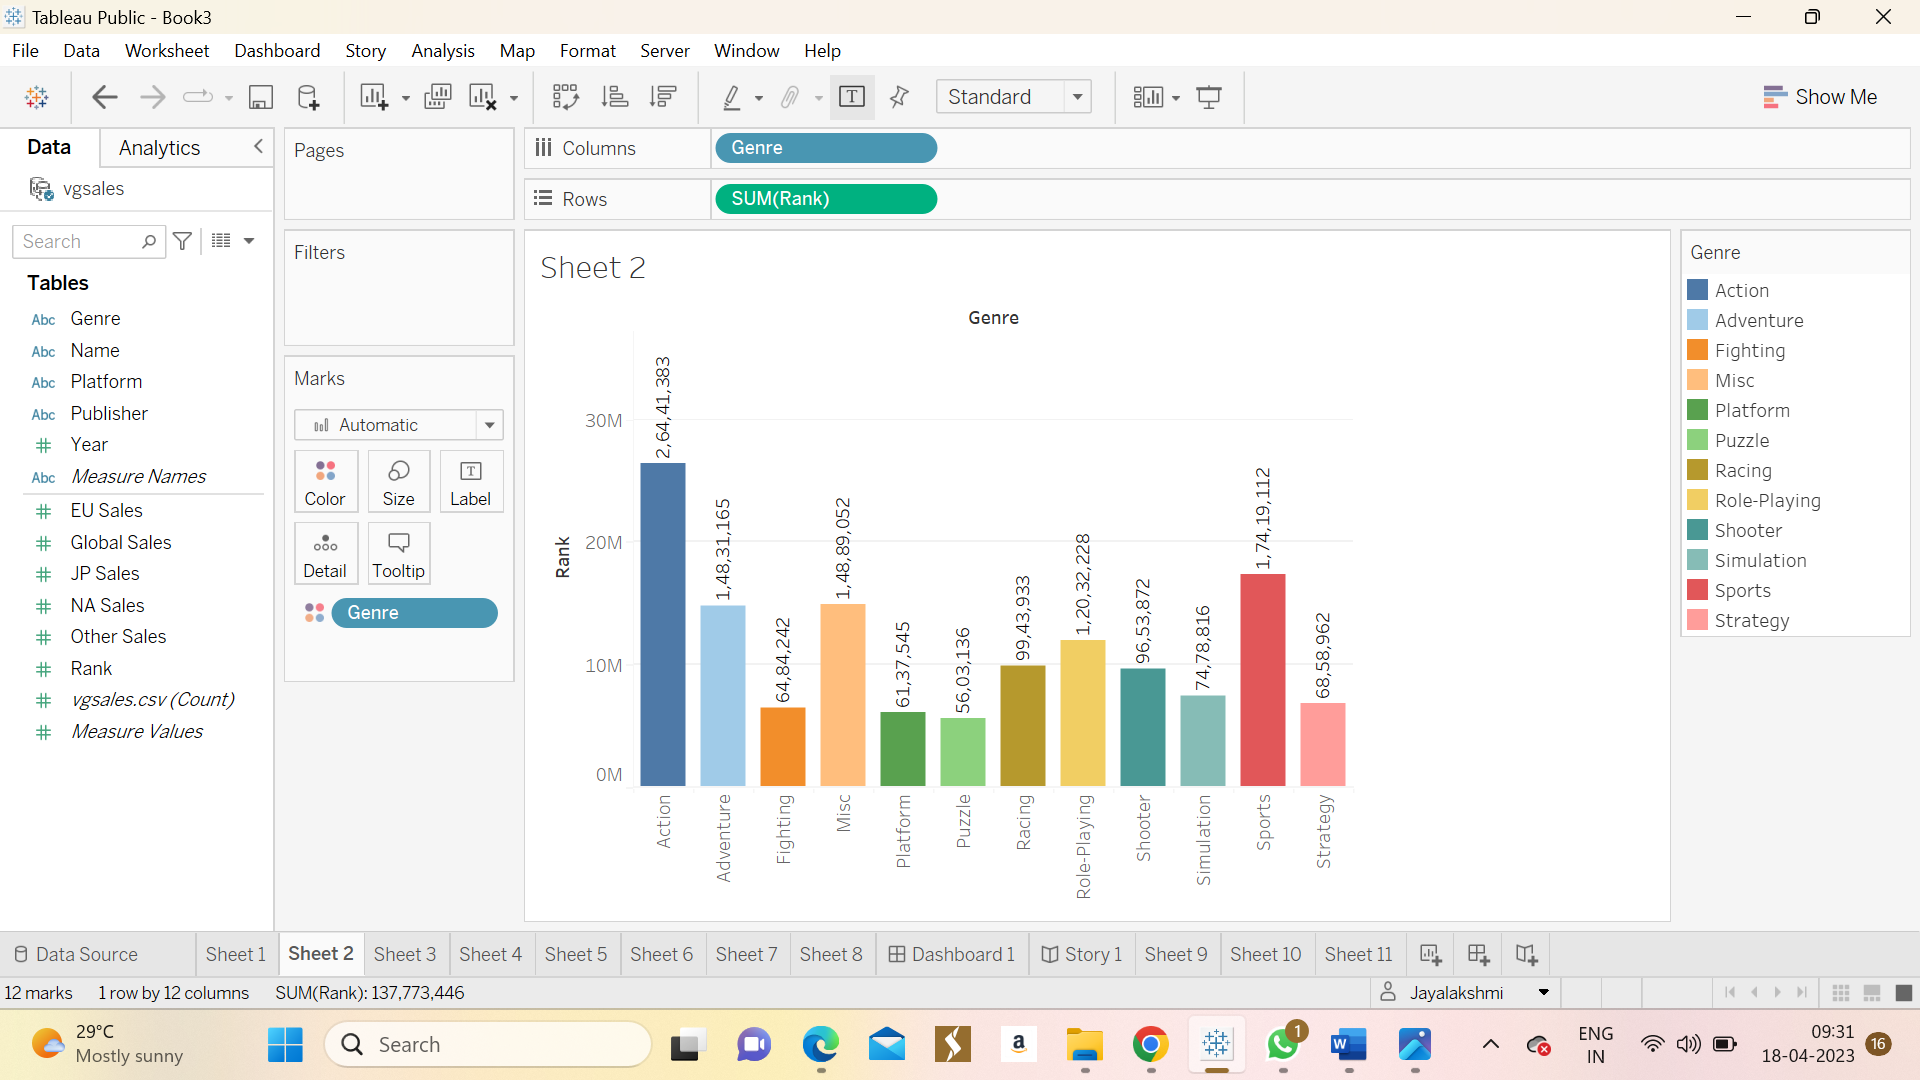 Tableau Public - Book3
File Data Worksheet Dashboard Story Analysis Map Format Server Window Help
Standard
Show Me
Data Analytics
vgsales
Search
Tables
Abc Genre
Abc Name
Abc Platform
Abc Publisher
# Year
Abc Measure Names
# EU Sales
# Global Sales
# JP Sales
# NA Sales
# Other Sales
# Rank
# vgsales.csv (Count)
# Measure Values
Pages
Filters
Marks
Automatic
Color Size Label
Detail Tooltip
Genre
Columns Genre
Rows SUM(Rank)
Sheet 2
Genre
Rank
30M
20M
10M
0M
2,64,41,383
1,48,31,165
64,84,242
1,48,89,052
61,37,545
56,03,136
99,43,933
1,20,32,228
96,53,872
74,78,816
1,74,19,112
68,58,962
Action
Adventure
Fighting
Misc
Platform
Puzzle
Racing
Role-Playing
Shooter
Simulation
Sports
Strategy
Genre
Action
Adventure
Fighting
Misc
Platform
Puzzle
Racing
Role-Playing
Shooter
Simulation
Sports
Strategy
Data Source Sheet 1 Sheet 2 Sheet 3 Sheet 4 Sheet 5 Sheet 6 Sheet 7 Sheet 8 Dashboard 1 Story 1 Sheet 9 Sheet 10 Sheet 11
12 marks 1 row by 12 columns SUM(Rank): 137,773,446
Jayalakshmi
29°C
Mostly sunny
Search
a
1
W
ENG
IN
09:31
18-04-2023
16